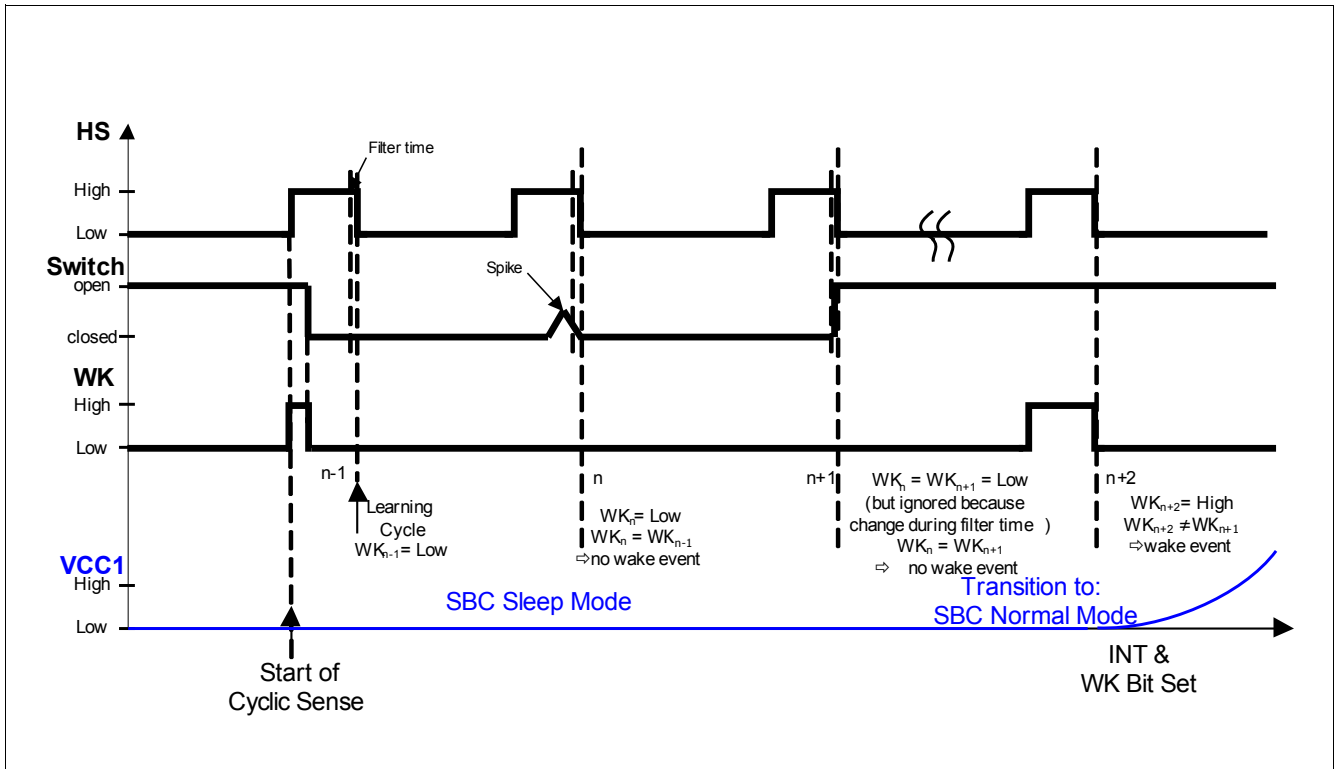 HS
Filter time
High
Low
Switch
open
Spike
closed
WK
High
Low
n-1
n
n+1
n+2
Learning
Cycle
WKn-1= Low
WKn= Low
WKn = WKn-1
⇨no wake event
WKn = WKn+1 = Low
(but ignored because
change during filter time )
WKn = WKn+1
⇨ no wake event
WKn+2= High
WKn+2 ≠WKn+1
⇨wake event
VCC1
High
Low
SBC Sleep Mode
Transition to:
SBC Normal Mode
Start of
Cyclic Sense
INT &
WK Bit Set